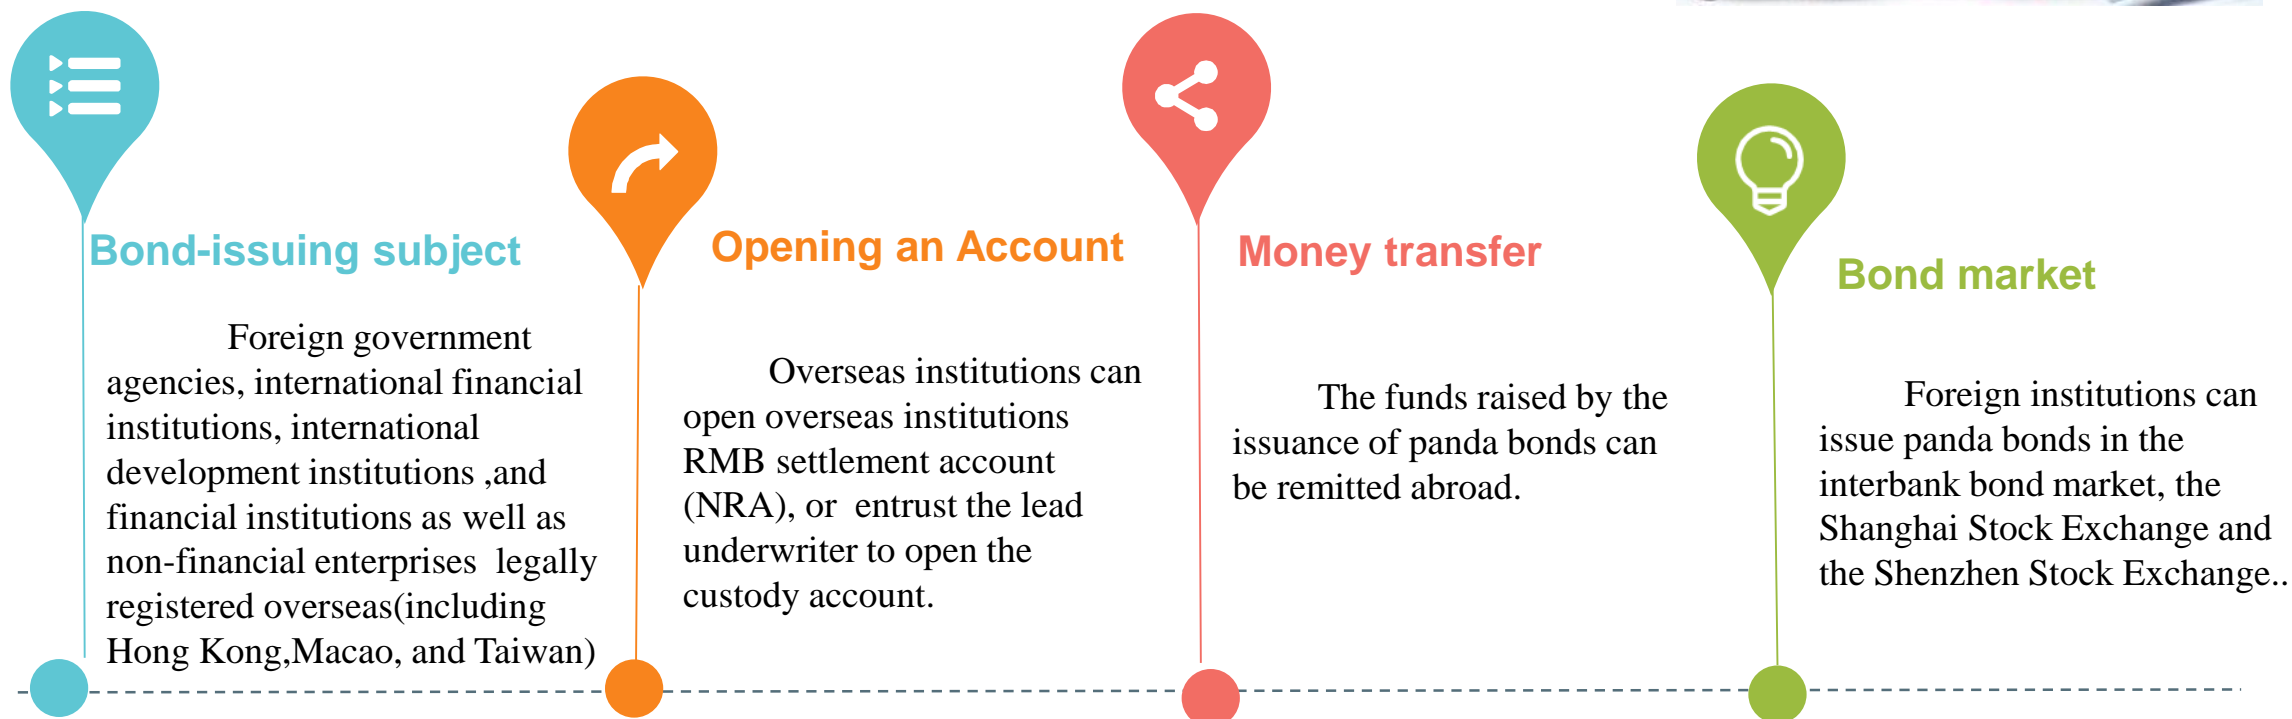 Bond-issuing subject
Foreign government
agencies, international financial
institutions, international
development institutions ,and
financial institutions as well as
non-financial enterprises  legally
registered overseas(including
Hong Kong,Macao, and Taiwan)
Opening an Account
Overseas institutions can
open overseas institutions
RMB settlement account
(NRA), or  entrust the lead
underwriter to open the
custody account.
Money transfer
The funds raised by the
issuance of panda bonds can
be remitted abroad.
Bond market
Foreign institutions can
issue panda bonds in the
interbank bond market, the
Shanghai Stock Exchange and
the Shenzhen Stock Exchange..